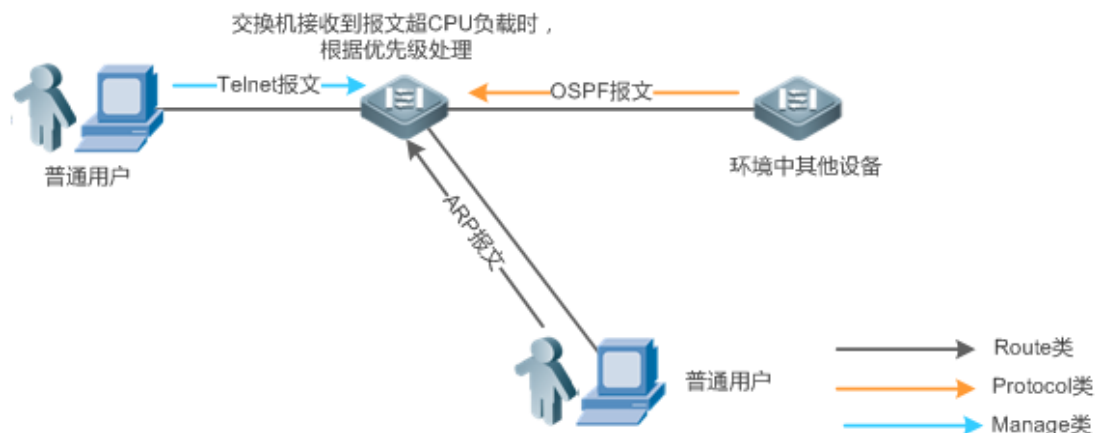 交换机接收到报文超CPU负载时，
根据优先级处理
Telnet报文
OSPF报文
普通用户
环境中其他设备
ARP报文
普通用户
Route类
Protocol类
Manage类